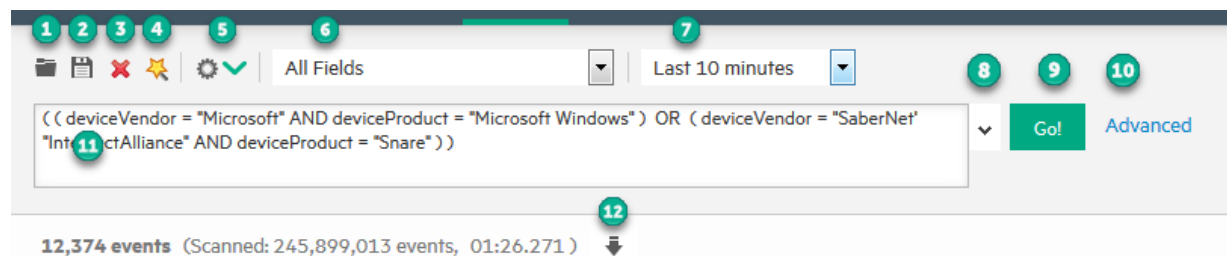 1 2 3 4 5 6 7
All Fields Last 10 minutes
8 9 10
( ( deviceVendor = "Microsoft" AND deviceProduct = "Microsoft Windows" ) OR ( deviceVendor = "SaberNet"
Go! Advanced
ctAlliance" AND deviceProduct = "Snare" ) )
11
12
12,374 events (Scanned: 245,899,013 events, 01:26.271 )